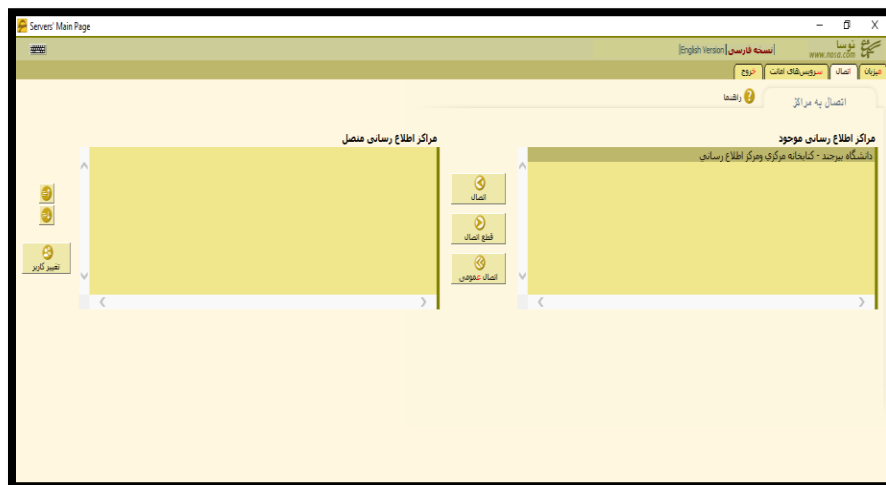 Servers' Main Page
نوسا
www.nosa.com
نسخه فارسی | [English Version]
میزبان اتصال سرویس‌های امانت خروج
اتصال به مراکز راهنما
مراکز اطلاع رسانی موجود
دانشگاه بیرجند - کتابخانه مرکزی ومرکز اطلاع رسانی
اتصال
قطع اتصال
اتصال عمومی
مراکز اطلاع رسانی متصل
تغییر کاربر